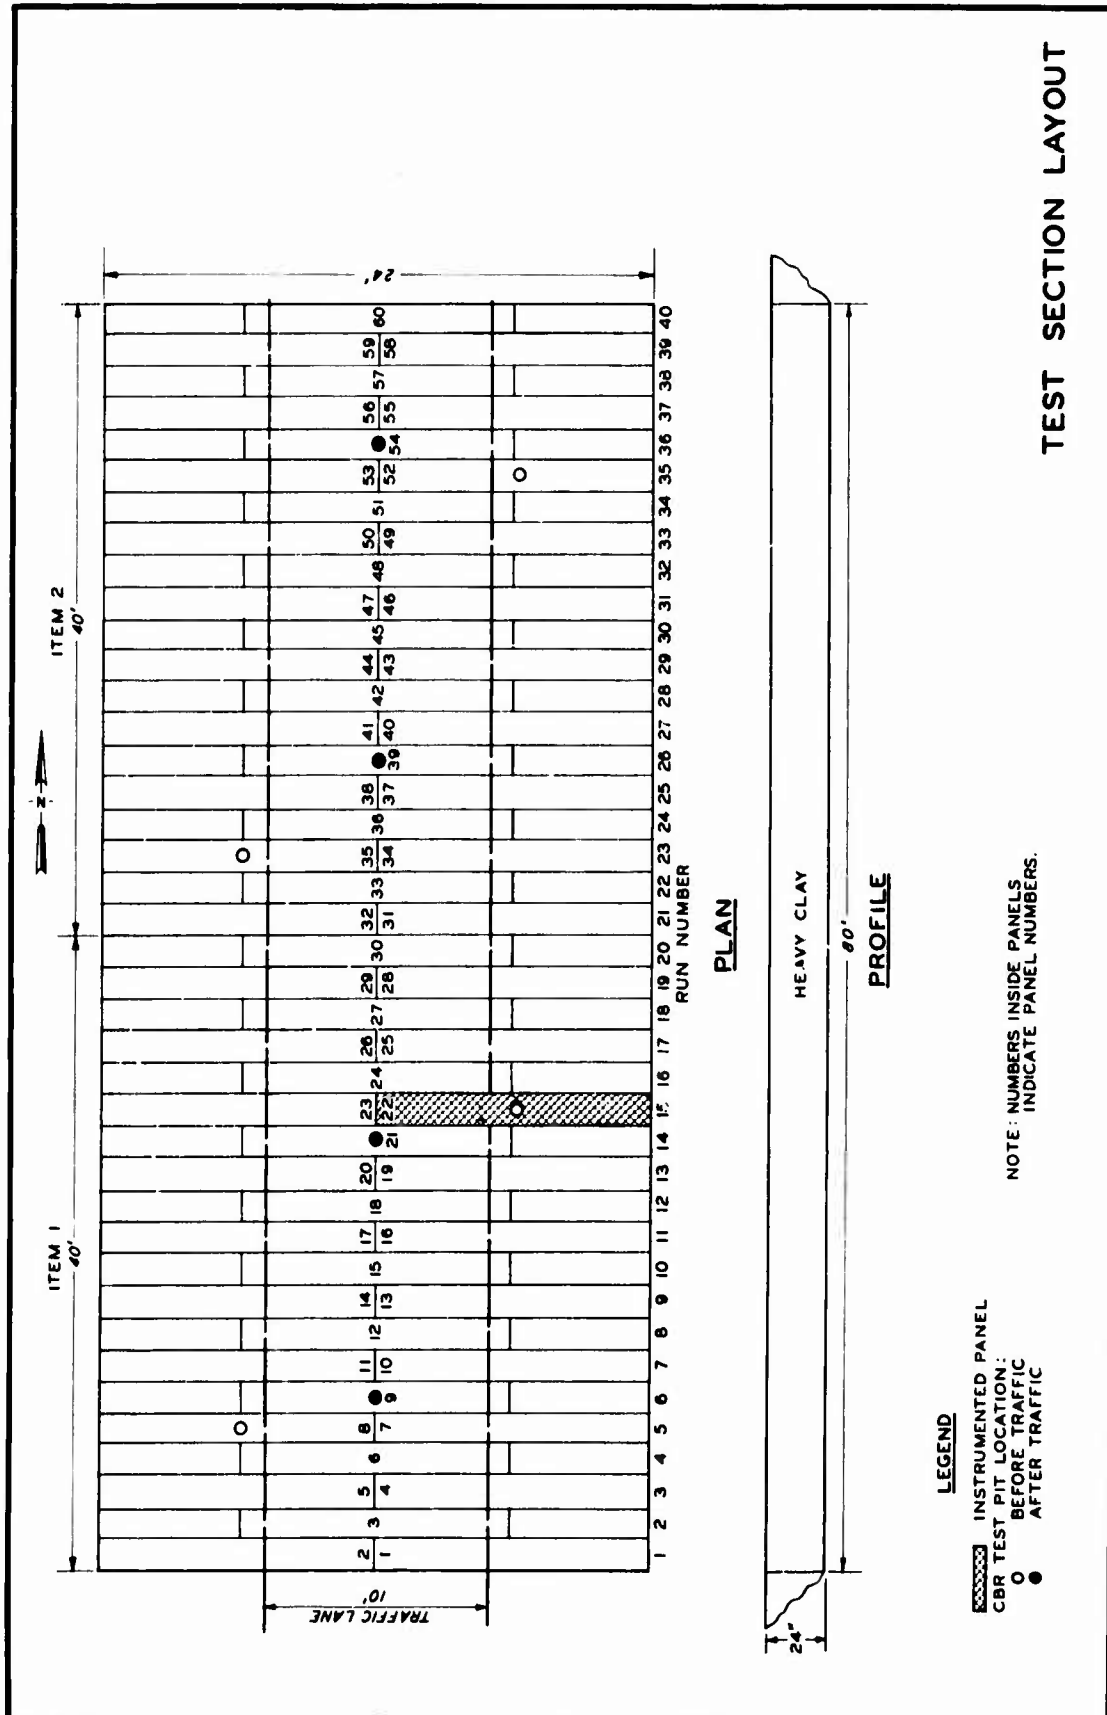 TEST SECTION LAYOUT
ITEM 1
40'
ITEM 2
40'
N
24'
TRAFFIC LANE
10'
2 5 8 11 14 17 20 23 26 29 32 35 38 41 44 47 50 53 56 59
3 6 9 12 15 18 21 24 27 30 33 36 39 42 45 48 51 54 57 60
1 4 7 10 13 16 19 22 25 28 31 34 37 40 43 46 49 52 55 58
1 2 3 4 5 6 7 8 9 10 11 12 13 14 15 16 17 18 19 20 21 22 23 24 25 26 27 28 29 30 31 32 33 34 35 36 37 38 39 40
RUN NUMBER
PLAN
HEAVY CLAY
24"
80'
PROFILE
LEGEND
INSTRUMENTED PANEL
CBR TEST PIT LOCATION:
BEFORE TRAFFIC
AFTER TRAFFIC
NOTE: NUMBERS INSIDE PANELS
INDICATE PANEL NUMBERS.